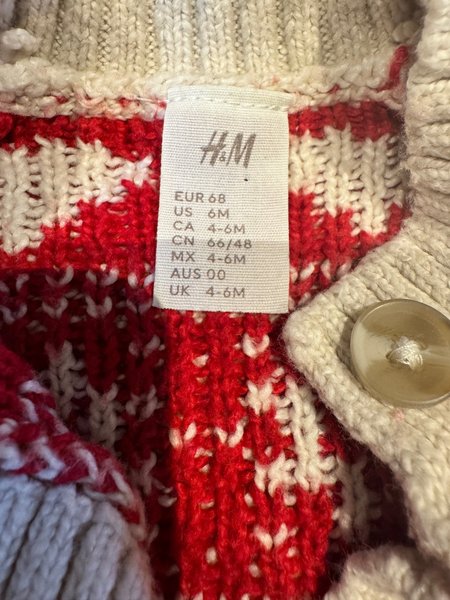 H&M
EUR 68
US 6M
CA 4-6M
CN 66/48
MX 4-6M
AUS 00
UK 4-6M